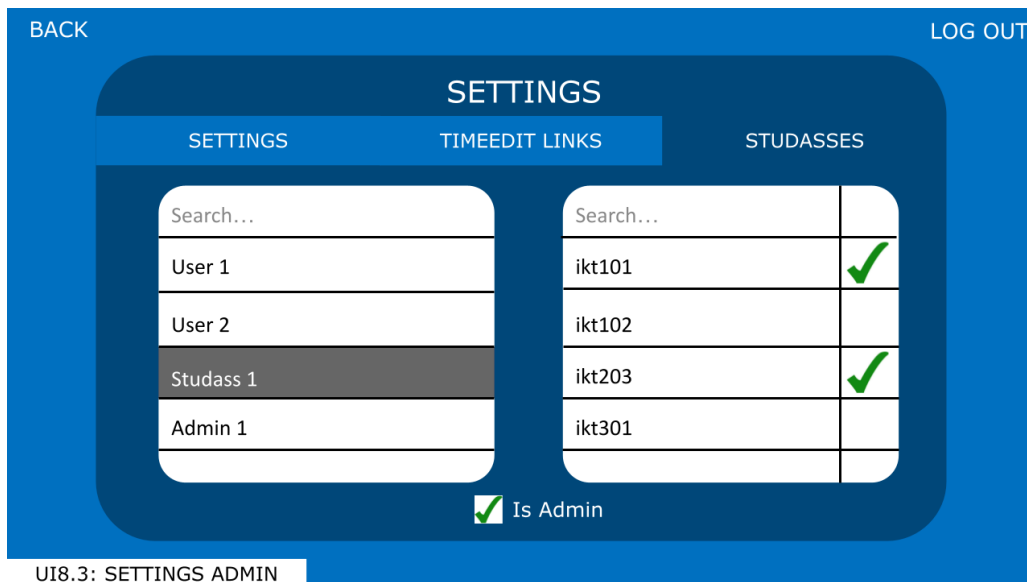 BACK
LOG OUT
SETTINGS
SETTINGS
TIMEEDIT LINKS
STUDASSES
Search...
User 1
User 2
Studass 1
Admin 1
Search...
ikt101
ikt102
ikt203
ikt301
Is Admin
UI8.3: SETTINGS ADMIN